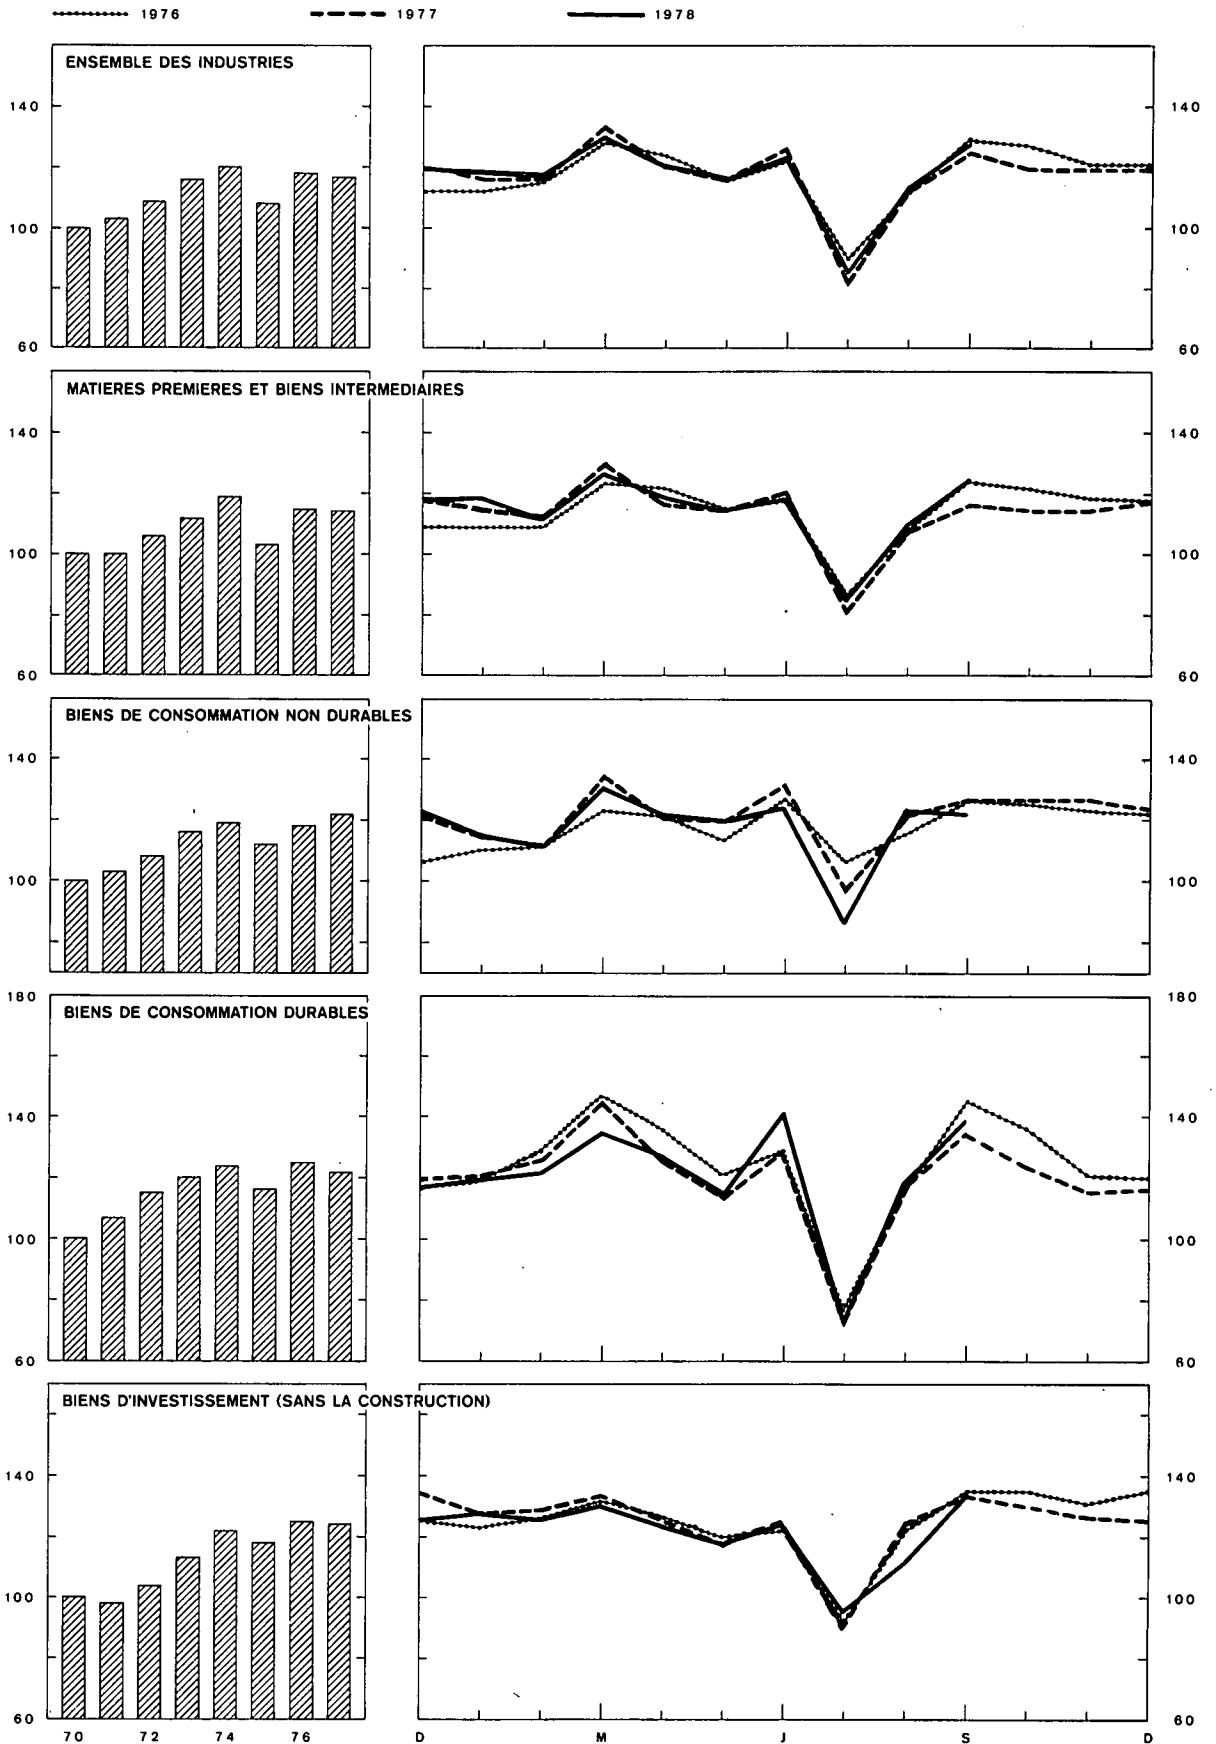 1976 1977 1978
ENSEMBLE DES INDUSTRIES
140 140
100 100
60 60
MATIERES PREMIERES ET BIENS INTERMEDIAIRES
140 140
100 100
60 60
BIENS DE CONSOMMATION NON DURABLES
140 140
100 100
180 180
BIENS DE CONSOMMATION DURABLES
140 140
100 100
60 60
BIENS D'INVESTISSEMENT (SANS LA CONSTRUCTION)
140 140
100 100
60 60
70 72 74 76 D M J S D